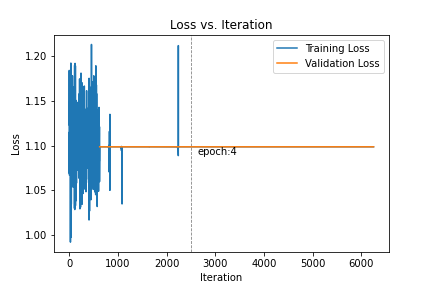 Loss vs. Iteration
Training Loss
Validation Loss
1.20
1.15
1.10
1.05
1.00
Loss
epoch:4
0 1000 2000 3000 4000 5000 6000
Iteration